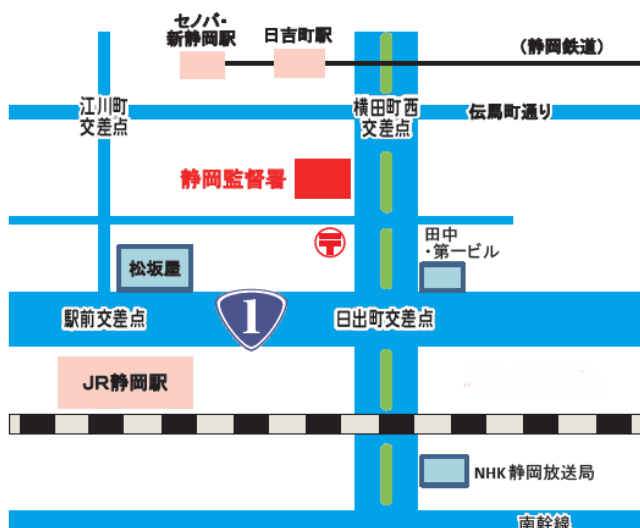 セノバ・
新静岡駅
日吉町駅
(静岡鉄道)
江川町
交差点
横田町西
交差点
伝馬町通り
静岡監督署
〒
田中
・第一ビル
松坂屋
駅前交差点
1
日出町交差点
JR静岡駅
NHK静岡放送局
南幹線